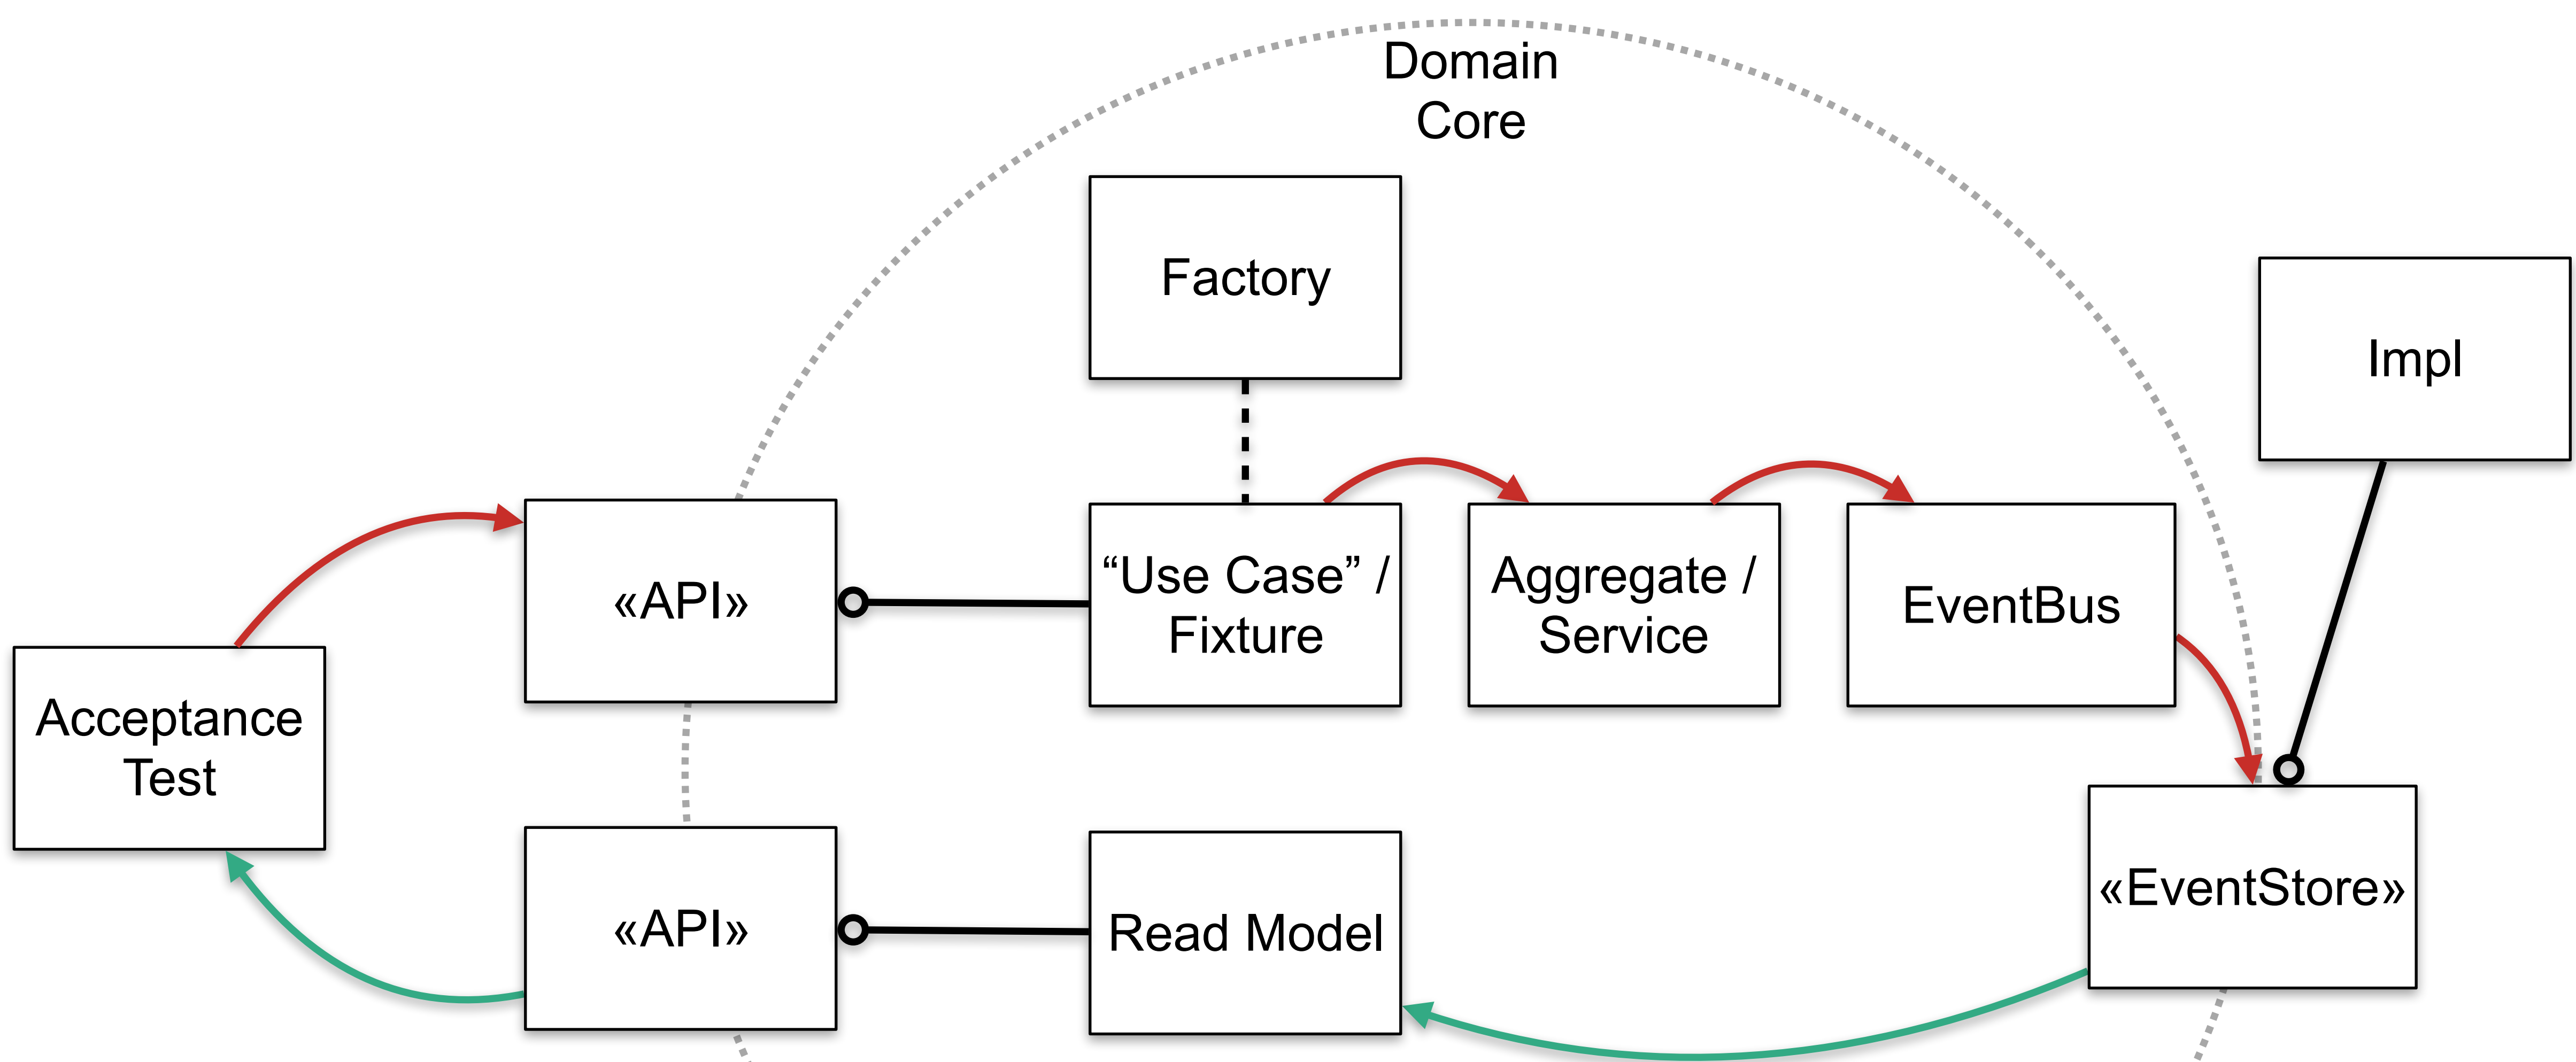 Domain
Core
Factory
Impl
«API»
“Use Case” /
Fixture
Aggregate /
Service
EventBus
Acceptance
Test
«API»
Read Model
«EventStore»